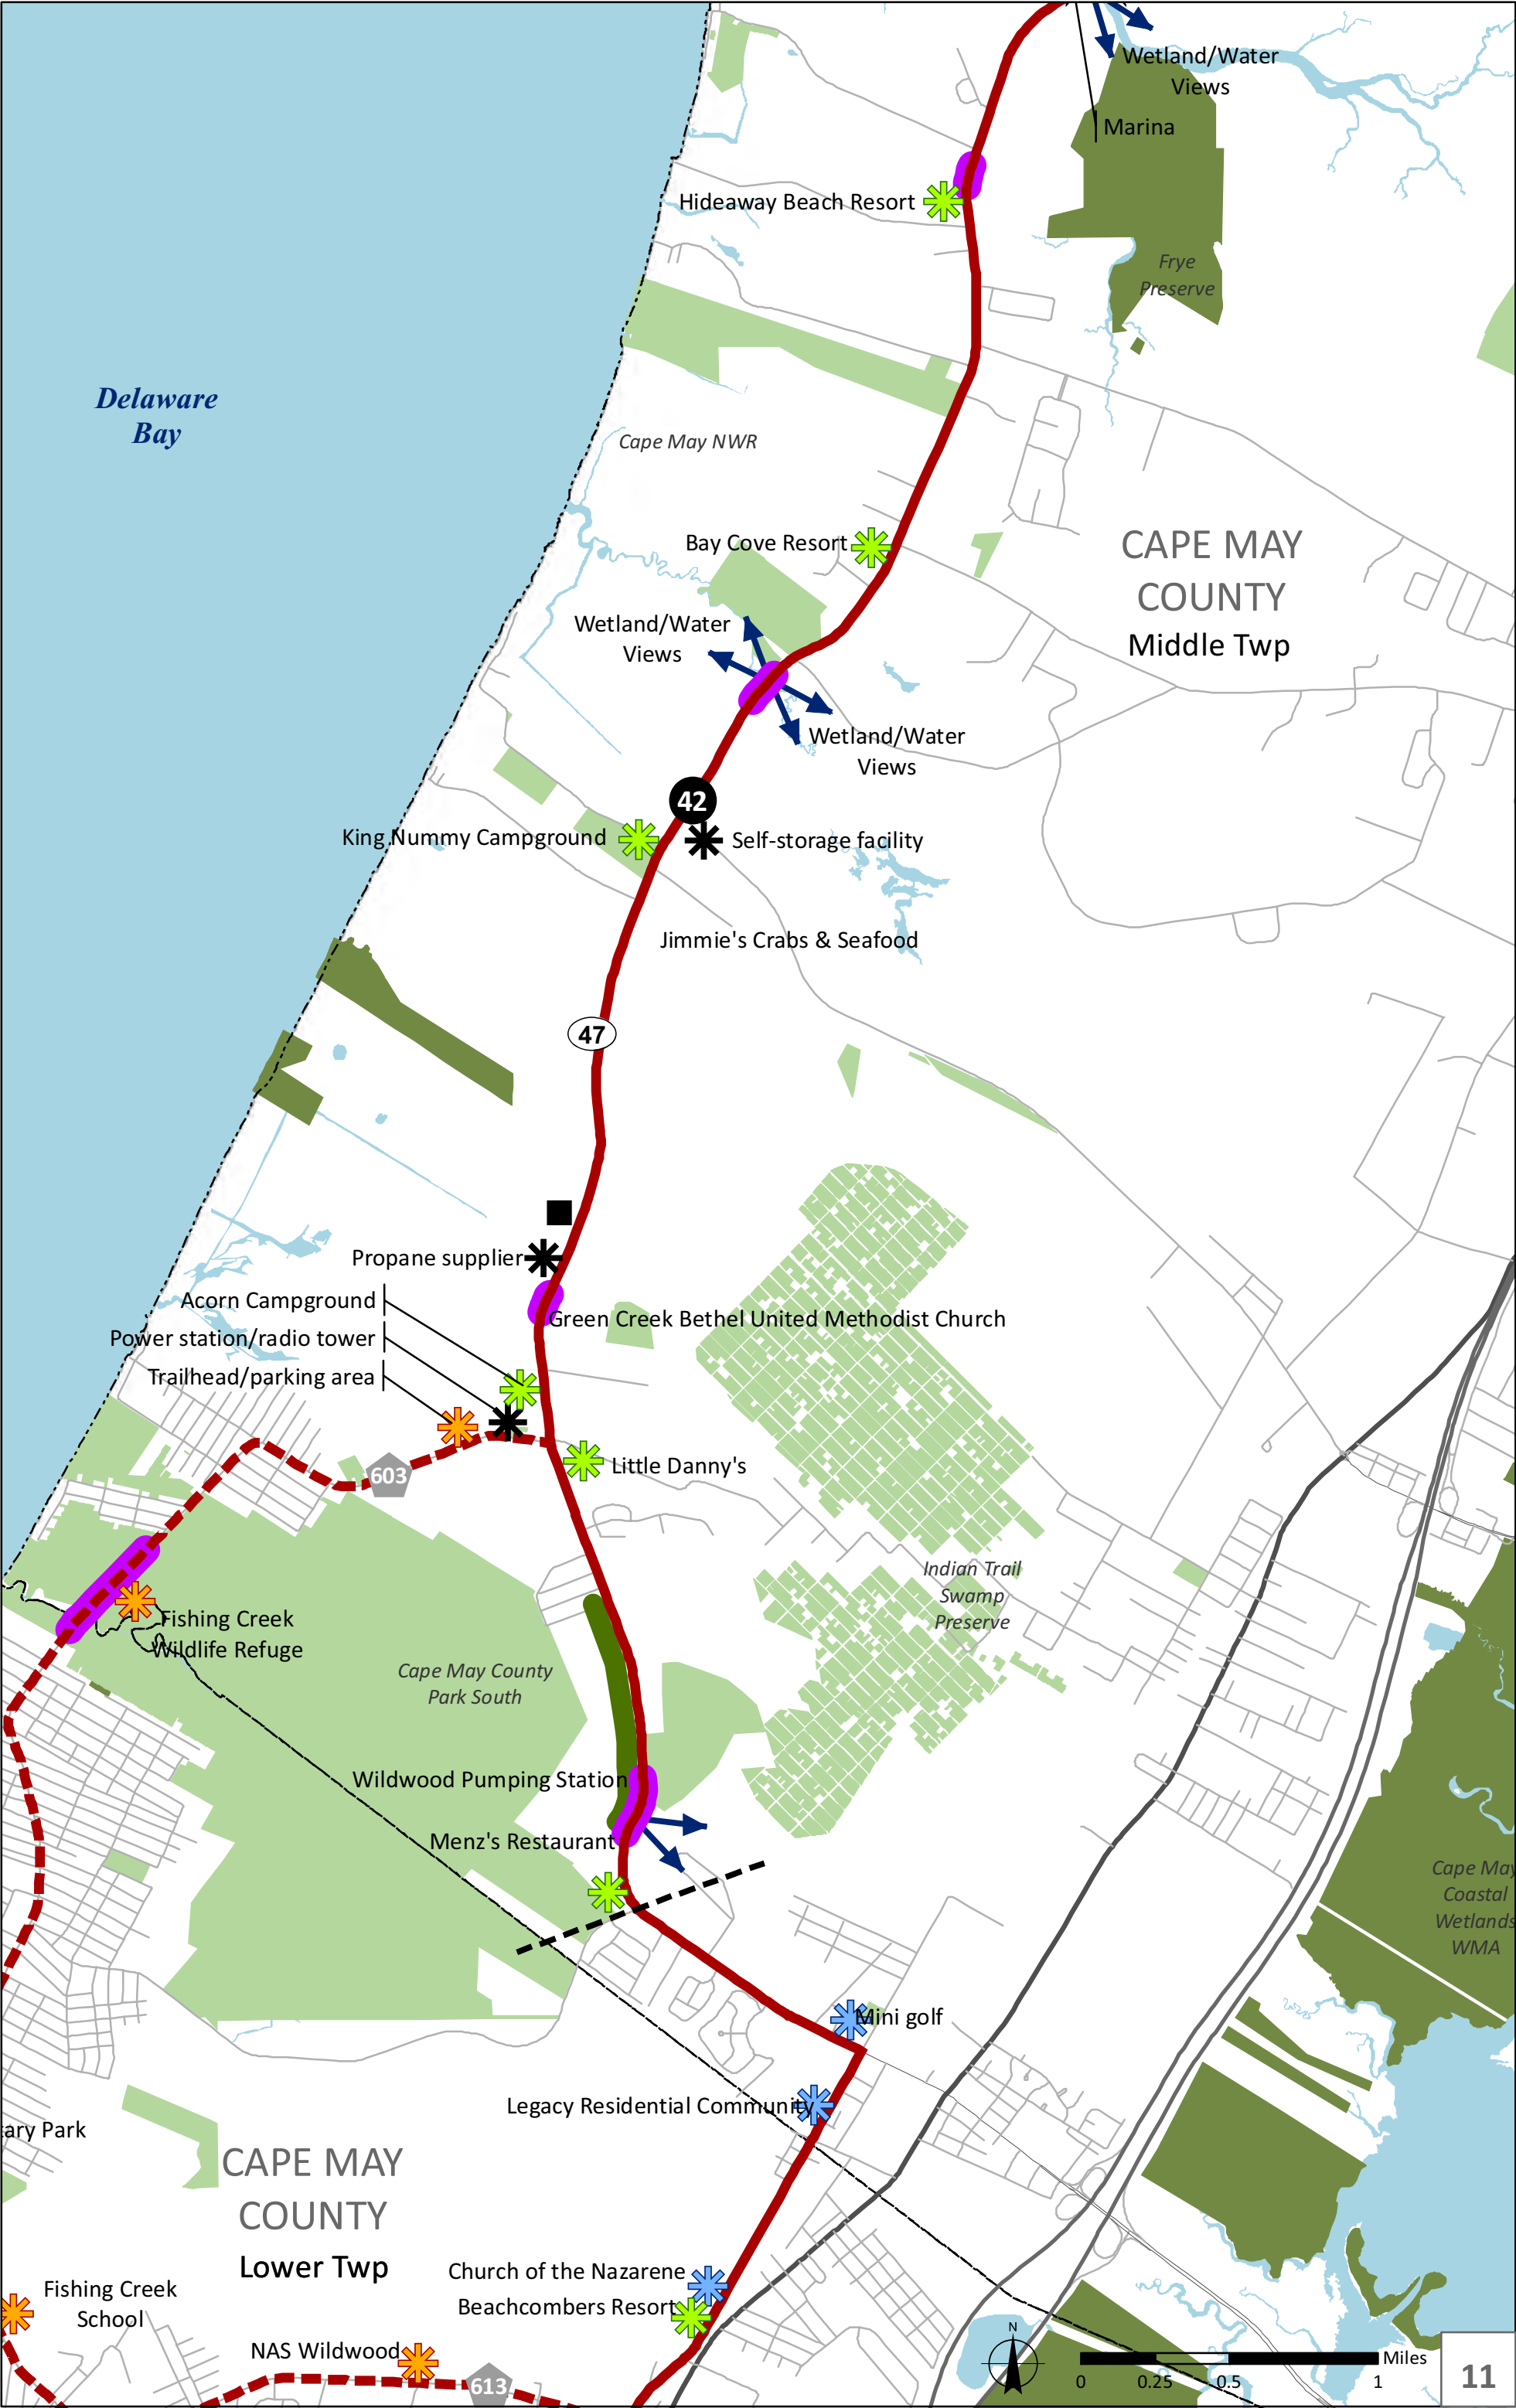 Wetland/Water
Views
Marina
Hideaway Beach Resort
Frye
Preserve
Delaware
Bay
Cape May NWR
Bay Cove Resort
CAPE MAY
COUNTY
Middle Twp
Wetland/Water
Views
Wetland/Water
Views
42
King Nummy Campground
Self-storage facility
Jimmie's Crabs & Seafood
47
Propane supplier
Acorn Campground
Green Creek Bethel United Methodist Church
Power station/radio tower
Trailhead/parking area
603
Little Danny's
Indian Trail
Swamp
Preserve
Fishing Creek
Wildlife Refuge
Cape May County
Park South
Wildwood Pumping Station
Menz's Restaurant
Cape May
Coastal
Wetlands
WMA
Mini golf
Legacy Residential Community
ary Park
CAPE MAY
COUNTY
Lower Twp
Church of the Nazarene
Beachcombers Resort
Fishing Creek
School
NAS Wildwood
613
N
Miles
0 0.25 0.5 1
11